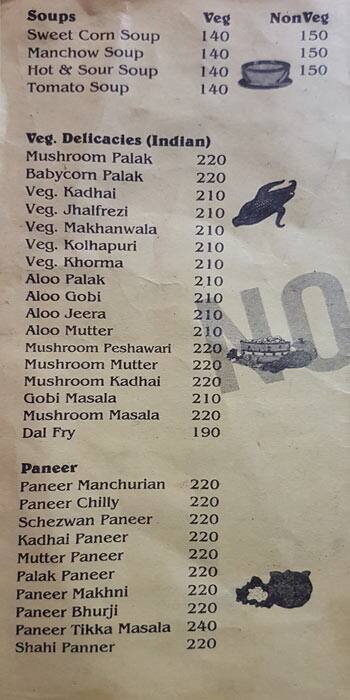 Soups Veg NonVeg
Sweet Corn Soup 140 150
Manchow Soup 140 150
Hot & Sour Soup 140 150
Tomato Soup 140
Veg. Delicacies (Indian)
Mushroom Palak 220
Babycorn Palak 220
Veg. Kadhai 210
Veg. Jhalfrezi 210
Veg. Makhanwala 210
Veg. Kolhapuri 210
Veg. Khorma 210
Aloo Palak 210
Aloo Gobi 210
Aloo Jeera 210
Aloo Mutter 210
Mushroom Peshawari 220
Mushroom Mutter 220
Mushroom Kadhai 220
Gobi Masala 210
Mushroom Masala 220
Dal Fry 190
NO
Paneer
Paneer Manchurian 220
Paneer Chilly 220
Schezwan Paneer 220
Kadhai Paneer 220
Mutter Paneer 220
Palak Paneer 220
Paneer Makhni 220
Paneer Bhurji 220
Paneer Tikka Masala 240
Shahi Panner 220